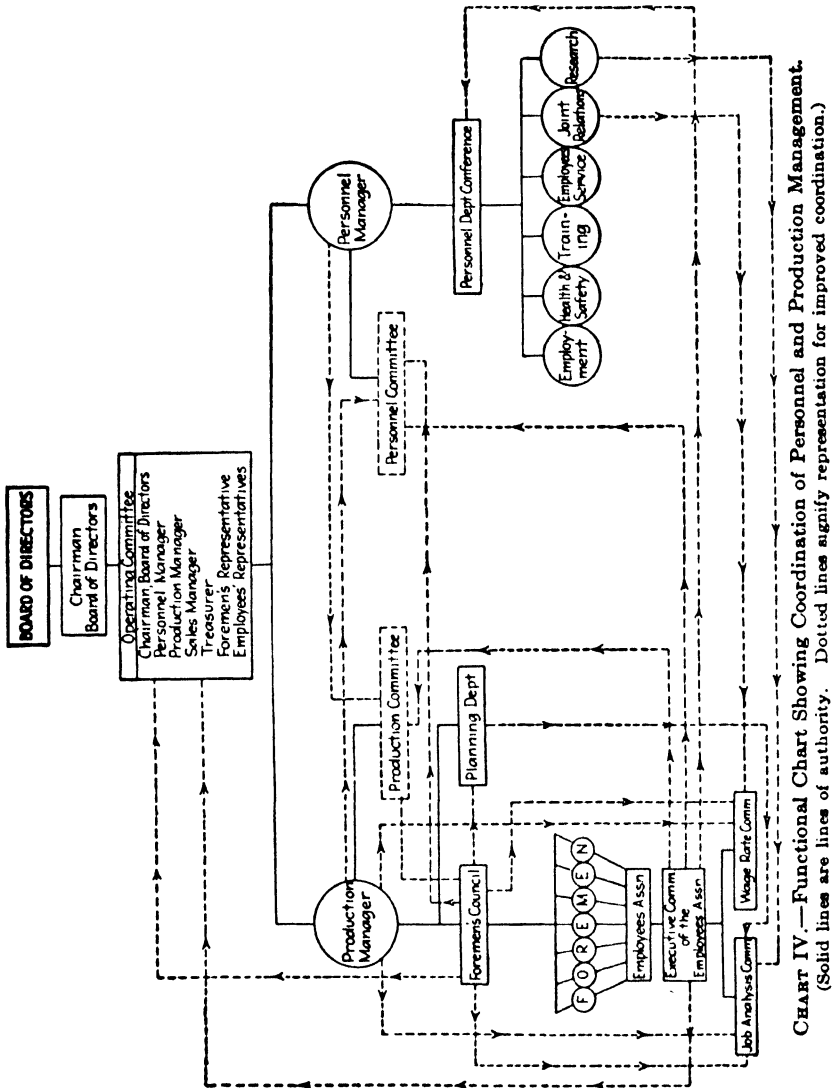 BOARD OF DIRECTORS
Chairman
Board of Directors
Operating Committee
Chairman, Board of Directors
Personnel Manager
Production Manager
Sales Manager
Treasurer
Foremen's Representative
Employees' Representatives
Production
Manager
Personnel
Manager
Production Committee
Personnel Committee
Foremen's Council
Planning Dept
Personnel Dept Conference
F O R E M E N
Employees Assn
Executive Comm
of the
Employees Assn
Job Analysis Comm
Wage Rate Comm
Employ-
ment
Health &
Safety
Train-
ing
Employees
Service
Joint
Relations
Research
CHART IV.—Functional Chart Showing Coordination of Personnel and Production Management.
(Solid lines are lines of authority. Dotted lines signify representation for improved coordination.)